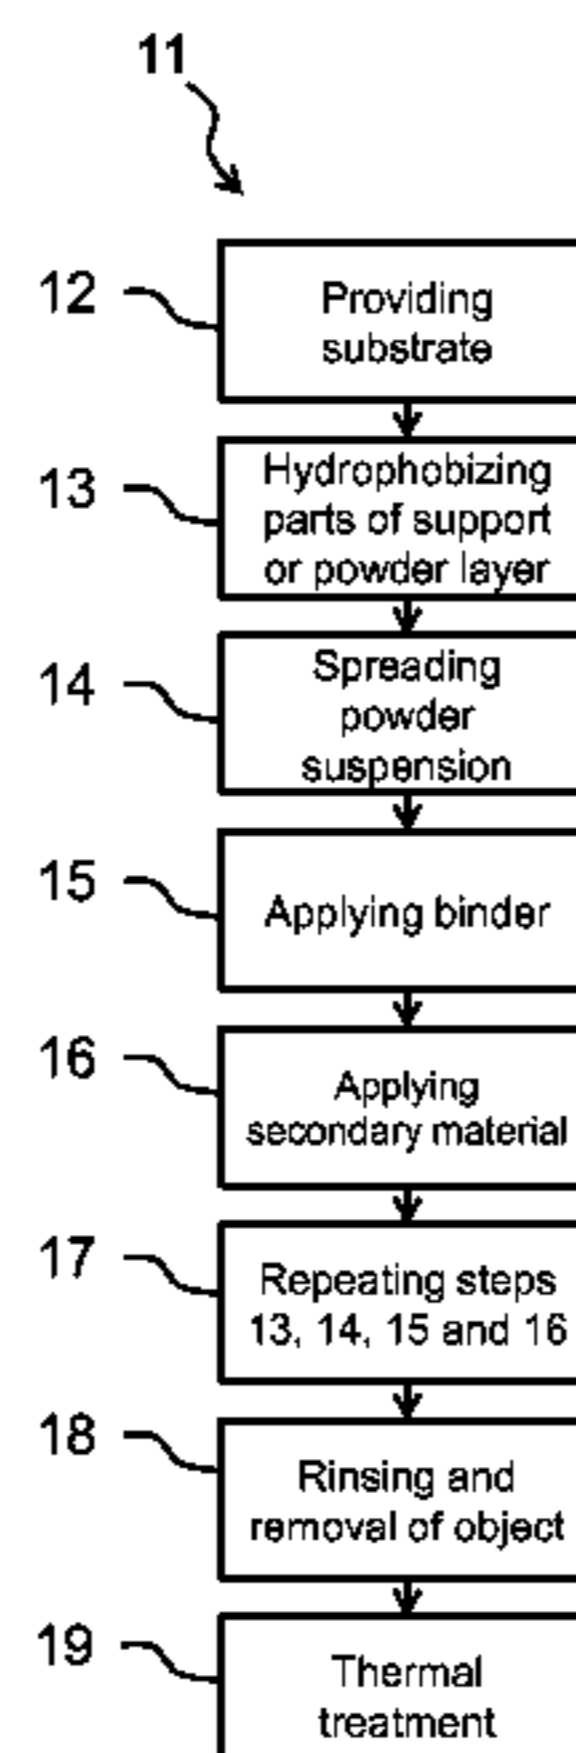 11
12
Providing
substrate
13
Hydrophobizing
parts of support
or powder layer
14
Spreading
powder
suspension
15
Applying binder
16
Applying
secondary material
17
Repeating steps
13, 14, 15 and 16
18
Rinsing and
removal of object
19
Thermal
treatment